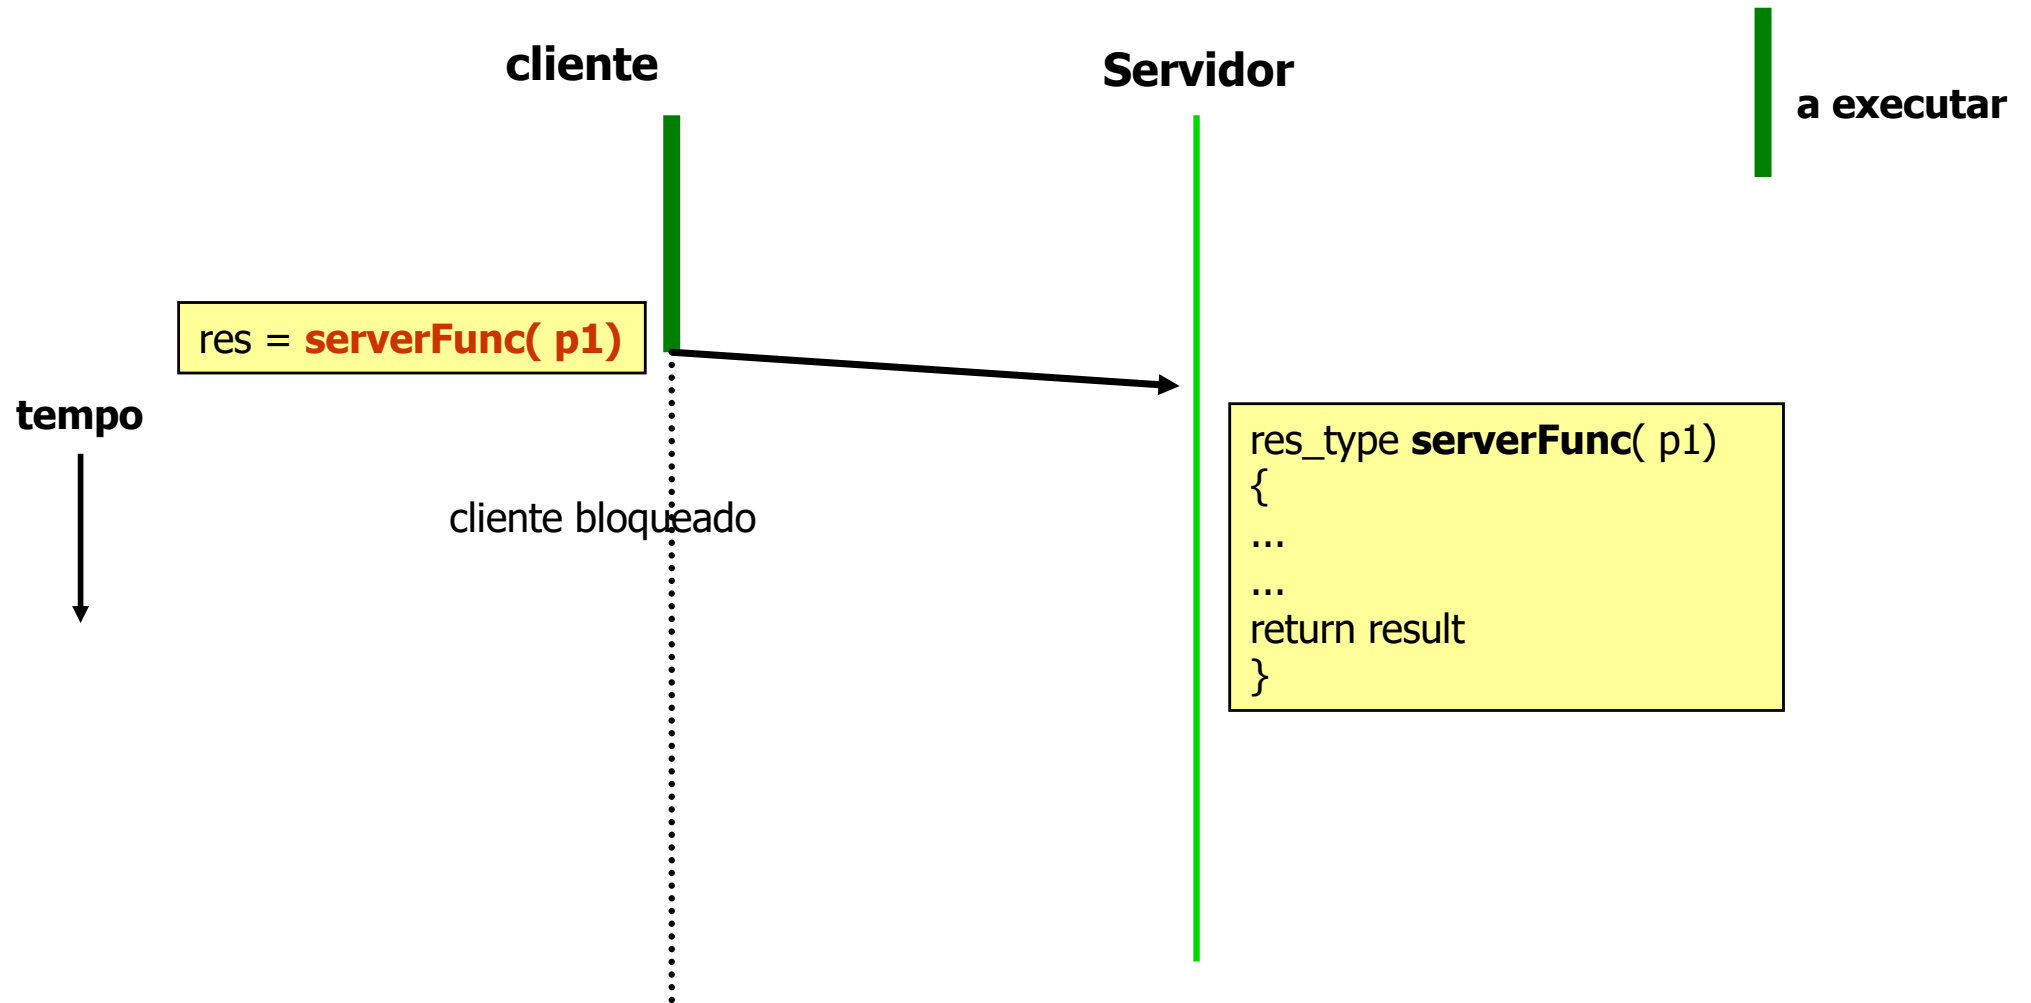 cliente
Servidor
a executar
res = serverFunc( p1)
tempo
cliente bloqueado
res_type serverFunc( p1)
{
...
...
return result
}